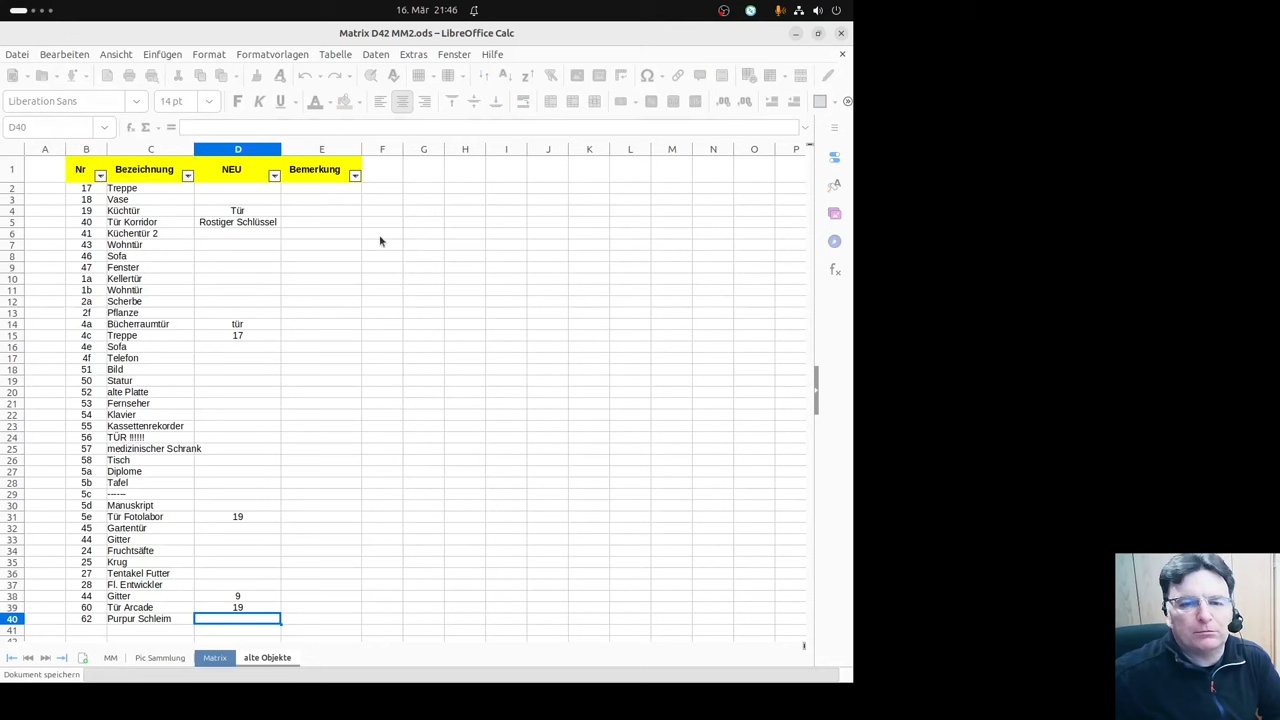 16. Mär 21:46
Matrix D42 MM2.ods – LibreOffice Calc
Datei Bearbeiten Ansicht Einfügen Format Formatvorlagen Tabelle Daten Extras Fenster Hilfe
Liberation Sans 14 pt
D40
A B C D E F G H I J K L M N O P
1 Nr Bezeichnung NEU Bemerkung
2 17 Treppe
3 18 Vase
4 19 Küchtür Tür
5 40 Tür Korridor Rostiger Schlüssel
6 41 Küchentür 2
7 43 Wohntür
8 46 Sofa
9 47 Fenster
10 1a Kellertür
11 1b Wohntür
12 2a Scherbe
13 2f Pflanze
14 4a Bücherraumtür tür
15 4c Treppe 17
16 4e Sofa
17 4f Telefon
18 51 Bild
19 50 Statur
20 52 alte Platte
21 53 Fernseher
22 54 Klavier
23 55 Kassettenrekorder
24 56 TÜR !!!!!!
25 57 medizinischer Schrank
26 58 Tisch
27 5a Diplome
28 5b Tafel
29 5c ------
30 5d Manuskript
31 5e Tür Fotolabor 19
32 45 Gartentür
33 44 Gitter
34 24 Fruchtsäfte
35 25 Krug
36 27 Tentakel Futter
37 28 Fl. Entwickler
38 44 Gitter 9
39 60 Tür Arcade 19
40 62 Purpur Schleim
41
MM Pic Sammlung Matrix alte Objekte
Dokument speichern